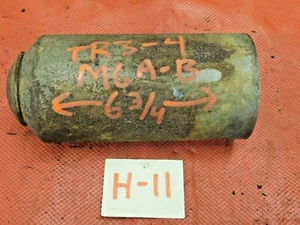 TR3-4
MGA-B
← 6 3/4 →
H-11